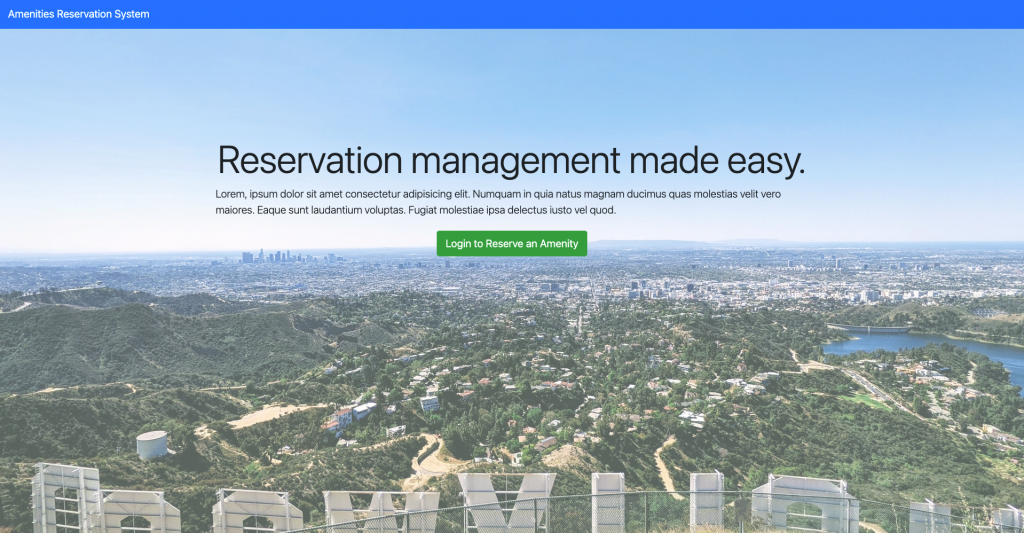 Amenities Reservation System
Reservation management made easy.
Lorem, ipsum dolor sit amet consectetur adipisicing elit. Numquam in quia natus magnam ducimus quas molestias velit vero
maiores. Eaque sunt laudantium voluptas. Fugiat molestiae ipsa delectus iusto vel quod.
Login to Reserve an Amenity